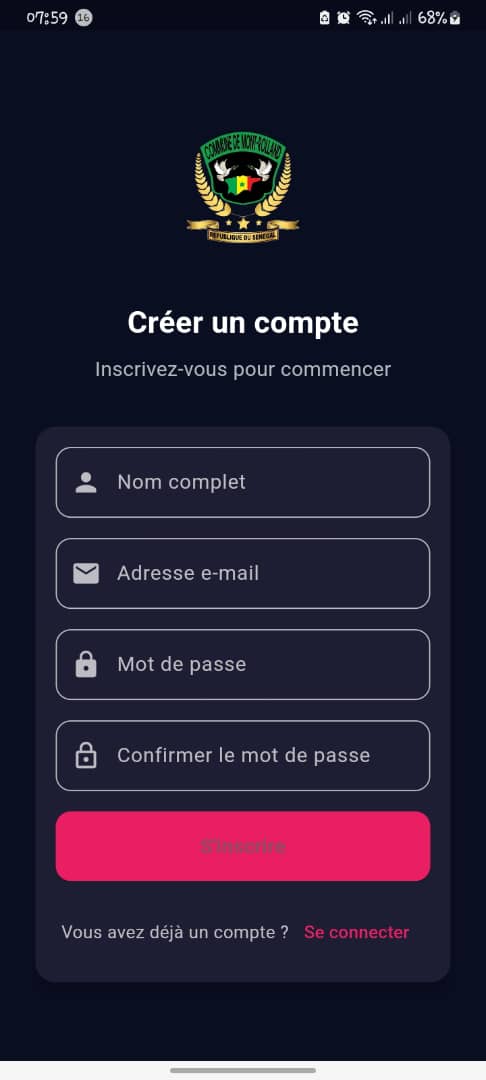 07:59 16 68%
COMMUNE DE MONT-ROLLAND
REPUBLIQUE DU SENEGAL
Créer un compte
Inscrivez-vous pour commencer
Nom complet
Adresse e-mail
Mot de passe
Confirmer le mot de passe
S'inscrire
Vous avez déjà un compte ? Se connecter